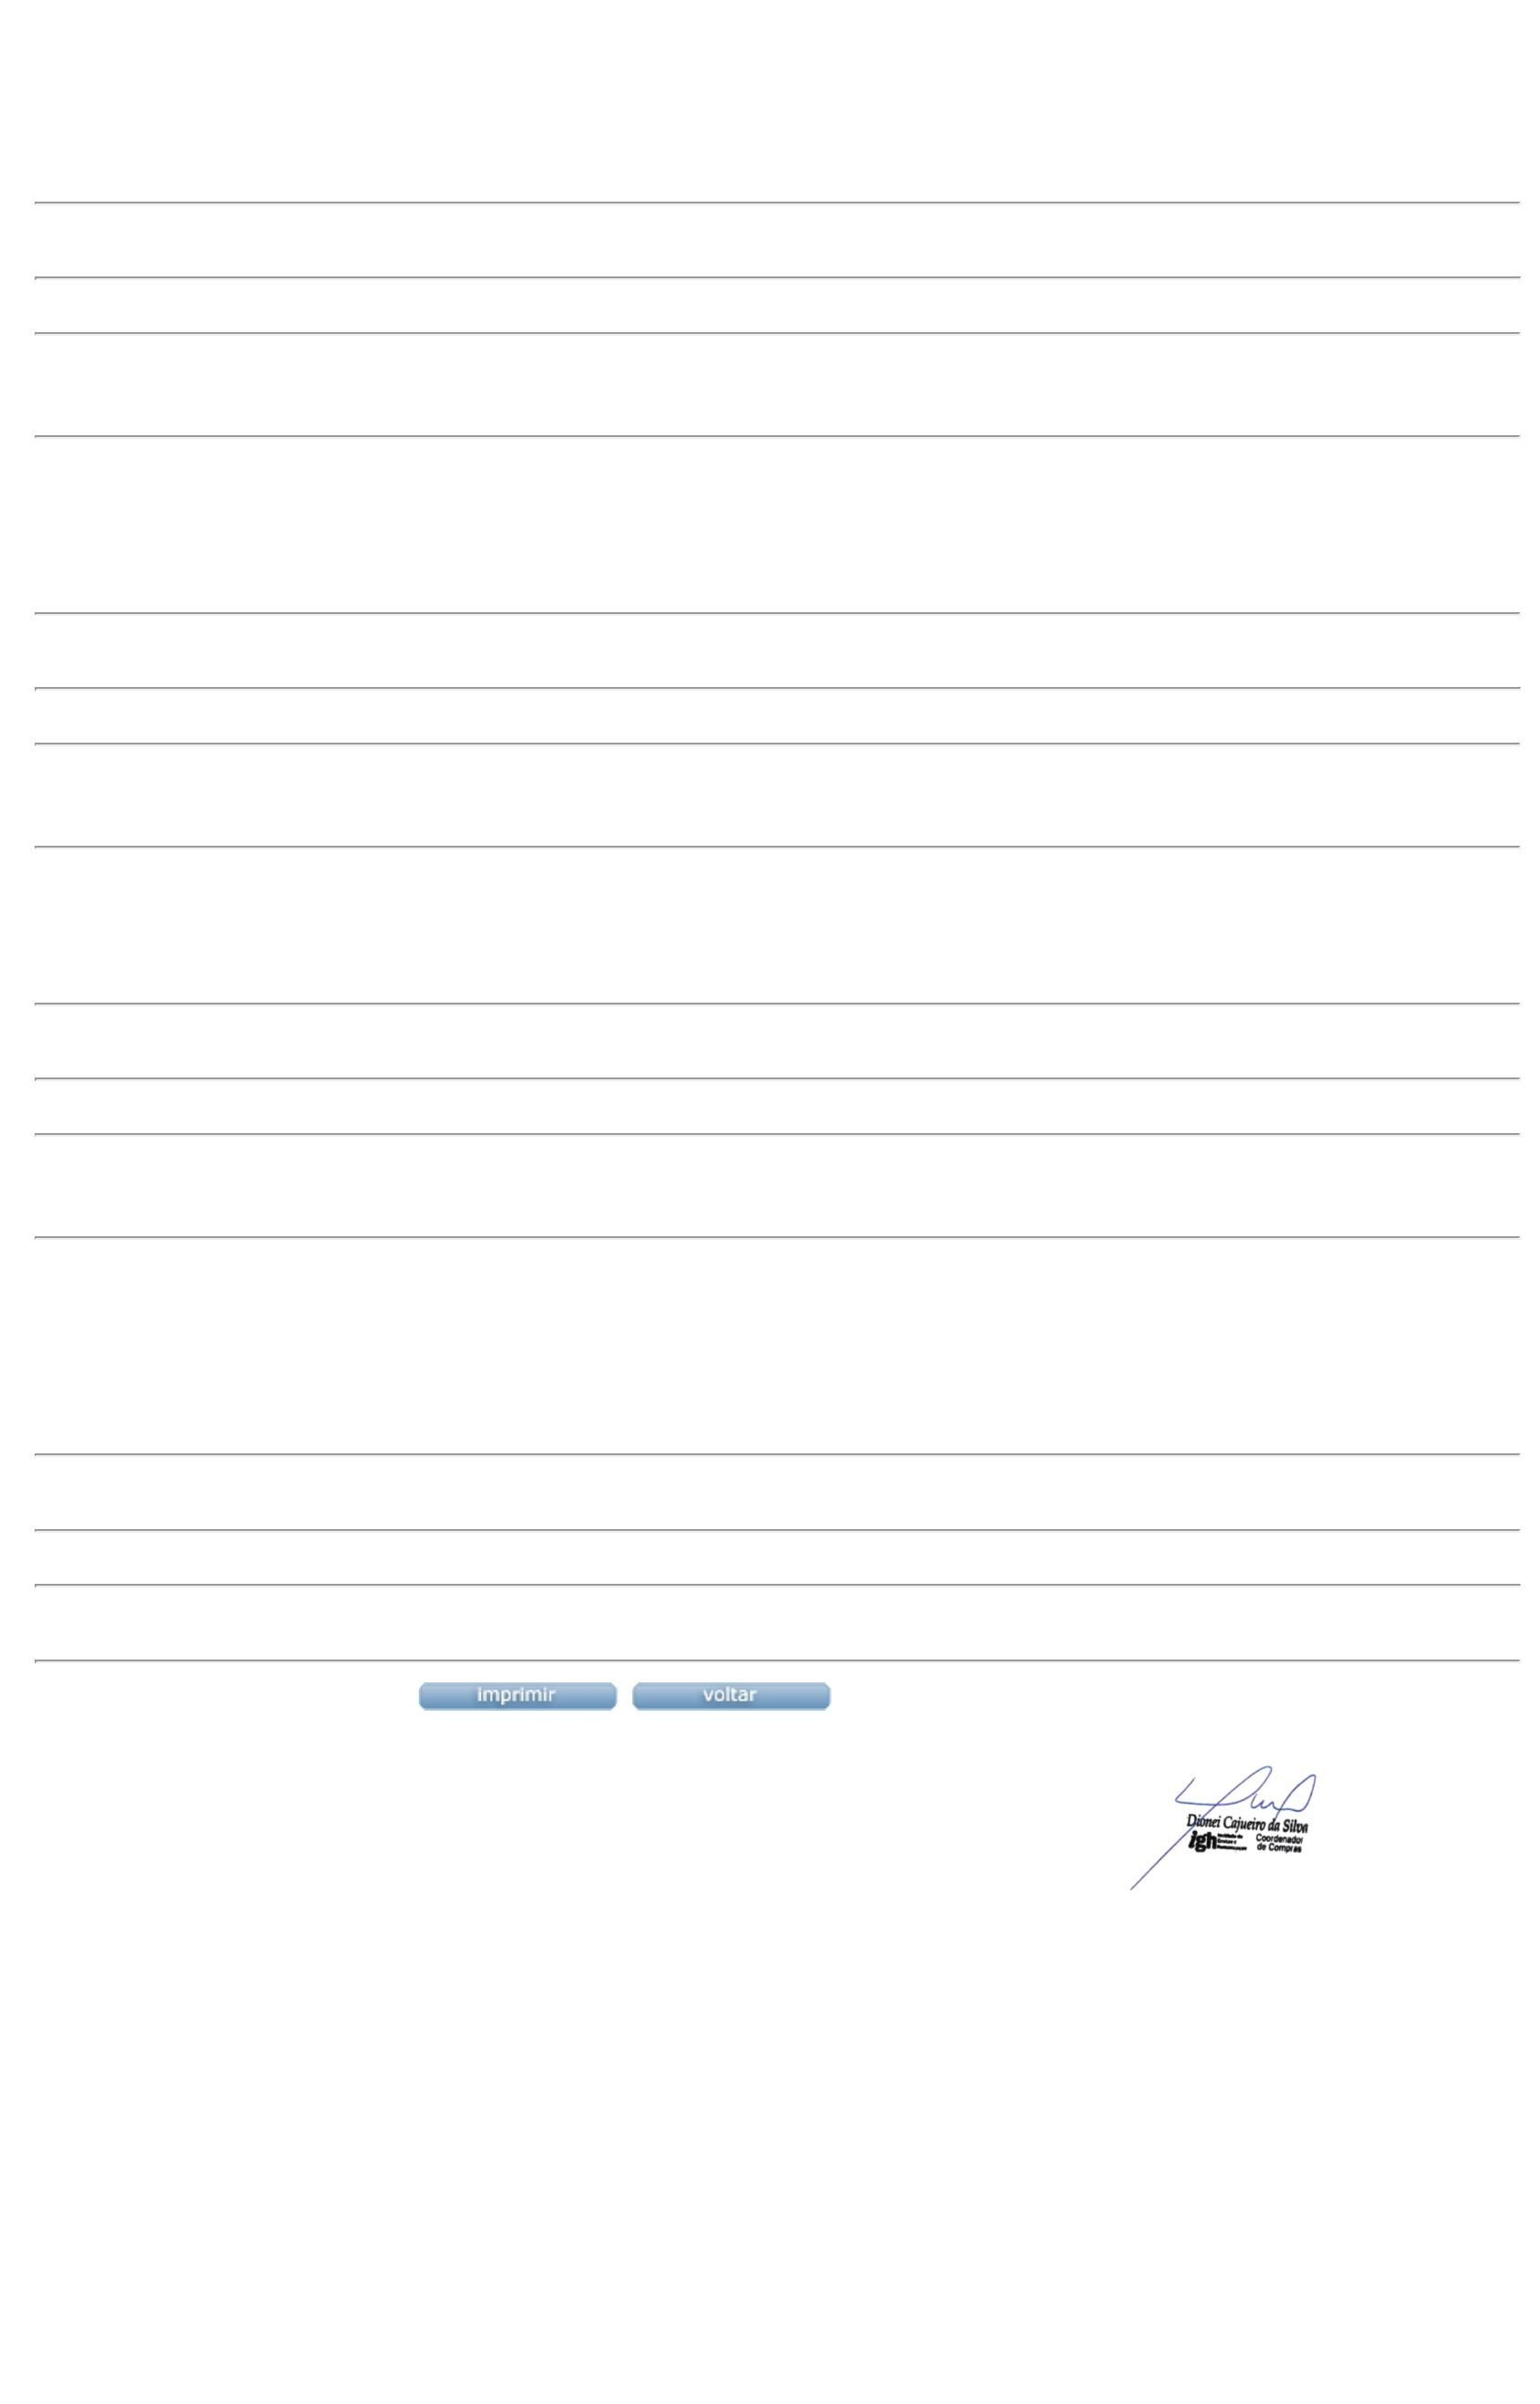 imprimir voltar
Dionei Cajueiro da Silva
igh Coordenador
de Compras